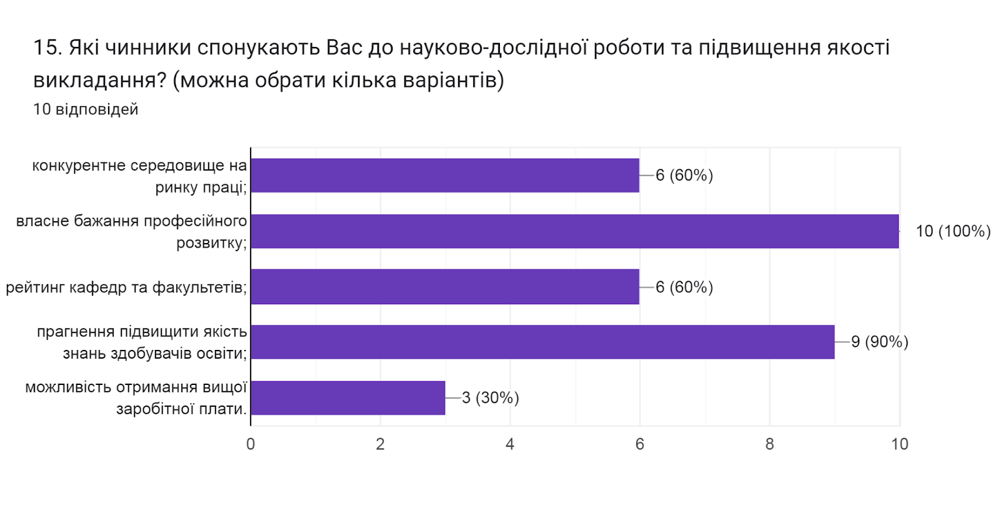 15. Які чинники спонукають Вас до науково-дослідної роботи та підвищення якості
викладання? (можна обрати кілька варіантів)
10 відповідей
конкурентне середовище на
ринку праці;
6 (60%)
власне бажання професійного
розвитку;
10 (100%)
рейтинг кафедр та факультетів;
6 (60%)
прагнення підвищити якість
знань здобувачів освіти;
9 (90%)
можливість отримання вищої
заробітної плати.
3 (30%)
0 2 4 6 8 10